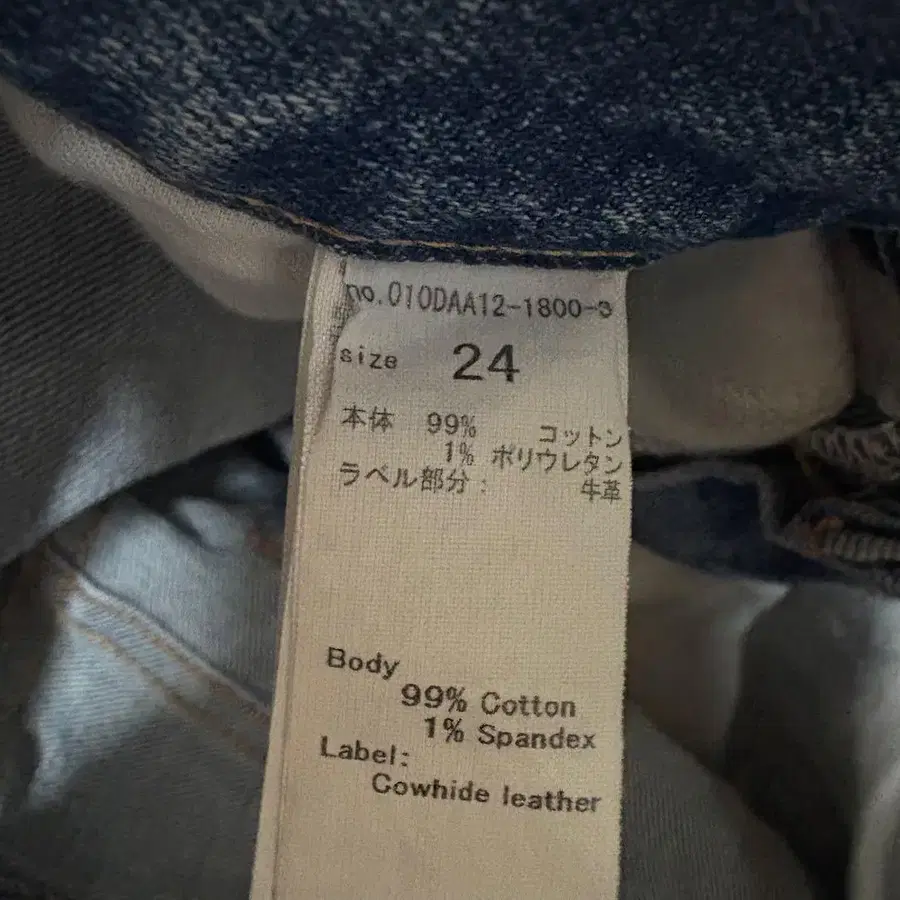 no.010DAA12-1800-3
size 24
本体 99% コットン
1% ポリウレタン
ラベル部分: 牛革
Body
99% Cotton
1% Spandex
Label:
Cowhide leather